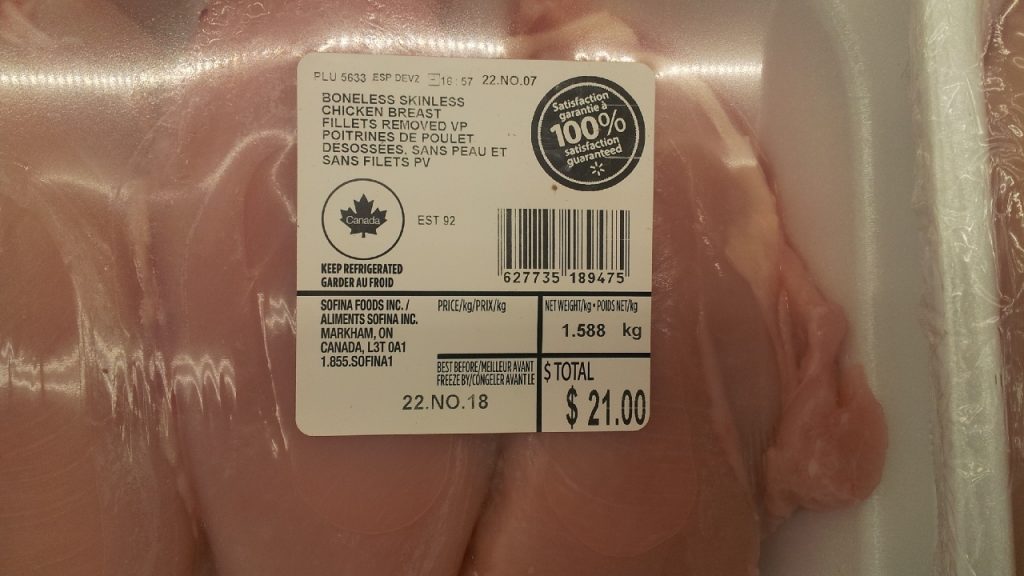 PLU 5633 ESP DEV2 16:57 22.NO.07
BONELESS SKINLESS
CHICKEN BREAST
FILLETS REMOVED VP
POITRINES DE POULET
DESOSSEES, SANS PEAU ET
SANS FILETS PV
Satisfaction
garantie à
100%
satisfaction
guaranteed
Canada
EST 92
KEEP REFRIGERATED
GARDER AU FROID
627735 189475
SOFINA FOODS INC. /
ALIMENTS SOFINA INC.
MARKHAM, ON
CANADA, L3T 0A1
1.855.SOFINA1
PRICE/kg/PRIX/kg
NET WEIGHT/kg • POIDS NET/kg
1.588 kg
BEST BEFORE/MEILLEUR AVANT
FREEZE BY/CONGELER AVANT LE
22.NO.18
$ TOTAL
$ 21.00